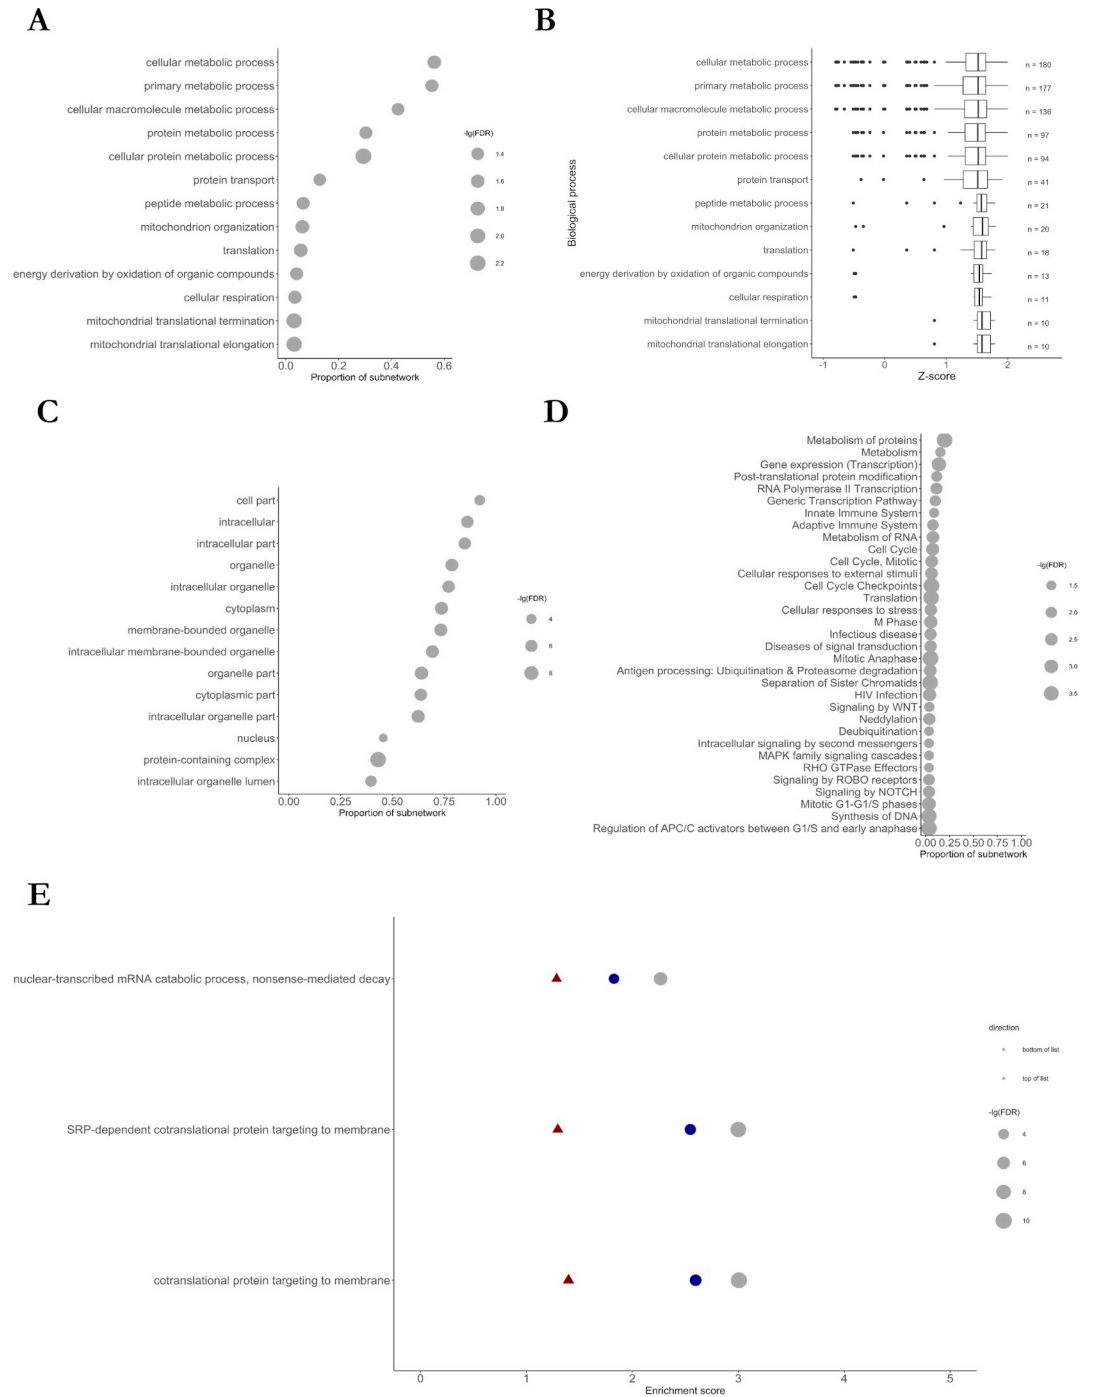 A
cellular metabolic process
primary metabolic process
cellular macromolecule metabolic process
protein metabolic process
cellular protein metabolic process
protein transport
peptide metabolic process
mitochondrion organization
translation
energy derivation by oxidation of organic compounds
cellular respiration
mitochondrial translational termination
mitochondrial translational elongation
0.0 0.2 0.4 0.6
Proportion of subnetwork
-lg(FDR)
1.4
1.6
1.8
2.0
2.2
B
Biological process
cellular metabolic process n = 180
primary metabolic process n = 177
cellular macromolecule metabolic process n = 136
protein metabolic process n = 97
cellular protein metabolic process n = 94
protein transport n = 41
peptide metabolic process n = 21
mitochondrion organization n = 20
translation n = 18
energy derivation by oxidation of organic compounds n = 13
cellular respiration n = 11
mitochondrial translational termination n = 10
mitochondrial translational elongation n = 10
-1 0 1 2
Z-score
C
cell part
intracellular
intracellular part
organelle
intracellular organelle
cytoplasm
membrane-bounded organelle
intracellular membrane-bounded organelle
organelle part
cytoplasmic part
intracellular organelle part
nucleus
protein-containing complex
intracellular organelle lumen
0.00 0.25 0.50 0.75 1.00
Proportion of subnetwork
-lg(FDR)
4
6
8
D
Metabolism of proteins
Metabolism
Gene expression (Transcription)
Post-translational protein modification
RNA Polymerase II Transcription
Generic Transcription Pathway
Innate Immune System
Adaptive Immune System
Metabolism of RNA
Cell Cycle
Cell Cycle, Mitotic
Cellular responses to external stimuli
Cell Cycle Checkpoints
Translation
Cellular responses to stress
M Phase
Infectious disease
Diseases of signal transduction
Mitotic Anaphase
Antigen processing: Ubiquitination & Proteasome degradation
Separation of Sister Chromatids
HIV Infection
Signaling by WNT
Neddylation
Deubiquitination
Intracellular signaling by second messengers
MAPK family signaling cascades
RHO GTPase Effectors
Signaling by ROBO receptors
Signaling by NOTCH
Mitotic G1-G1/S phases
Synthesis of DNA
Regulation of APC/C activators between G1/S and early anaphase
0.00 0.25 0.50 0.75 1.00
Proportion of subnetwork
-lg(FDR)
1.5
2.0
2.5
3.0
3.5
E
nuclear-transcribed mRNA catabolic process, nonsense-mediated decay
SRP-dependent cotranslational protein targeting to membrane
cotranslational protein targeting to membrane
0 1 2 3 4 5
Enrichment score
direction
bottom of list
top of list
-lg(FDR)
4
6
8
10